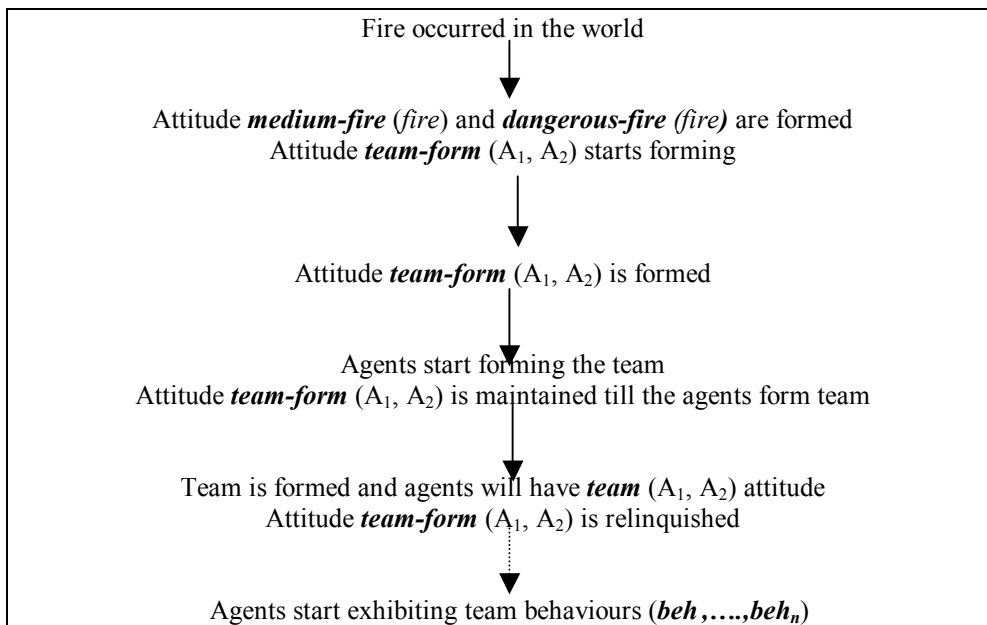 Fire occurred in the world
Attitude medium-fire (fire) and dangerous-fire (fire) are formed
Attitude team-form (A₁, A₂) starts forming
Attitude team-form (A₁, A₂) is formed
Agents start forming the team
Attitude team-form (A₁, A₂) is maintained till the agents form team
Team is formed and agents will have team (A₁, A₂) attitude
Attitude team-form (A₁, A₂) is relinquished
Agents start exhibiting team behaviours (beh ,….,behₙ)